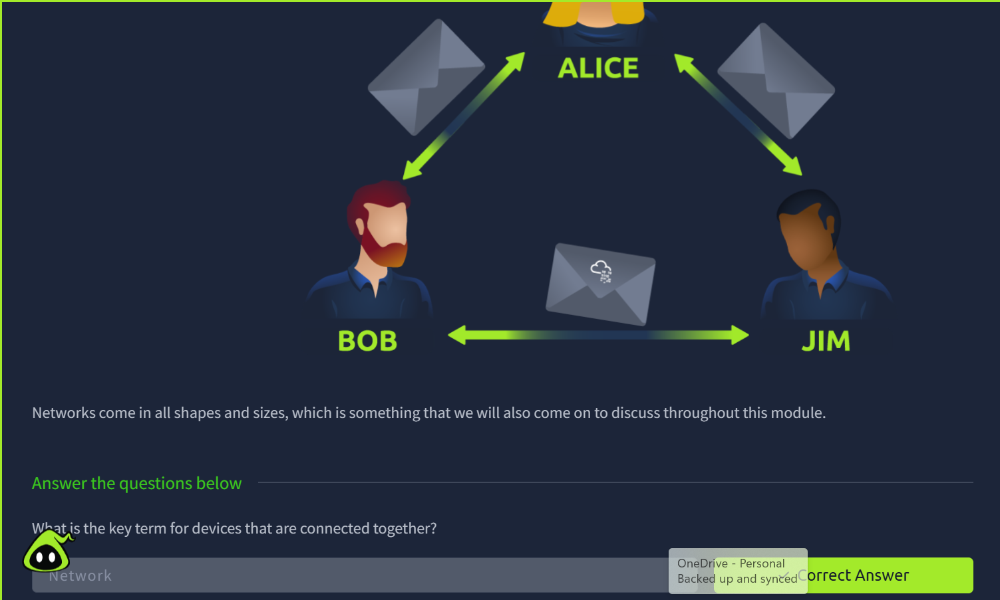 ALICE
BOB
JIM
Networks come in all shapes and sizes, which is something that we will also come on to discuss throughout this module.
Answer the questions below
What is the key term for devices that are connected together?
Network
OneDrive - Personal
Backed up and synced
Correct Answer